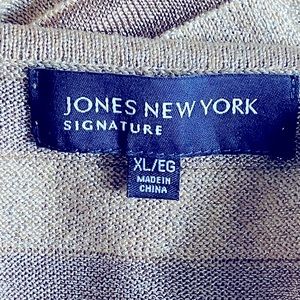 JONES NEW YORK
SIGNATURE
XL/EG
MADE IN
CHINA